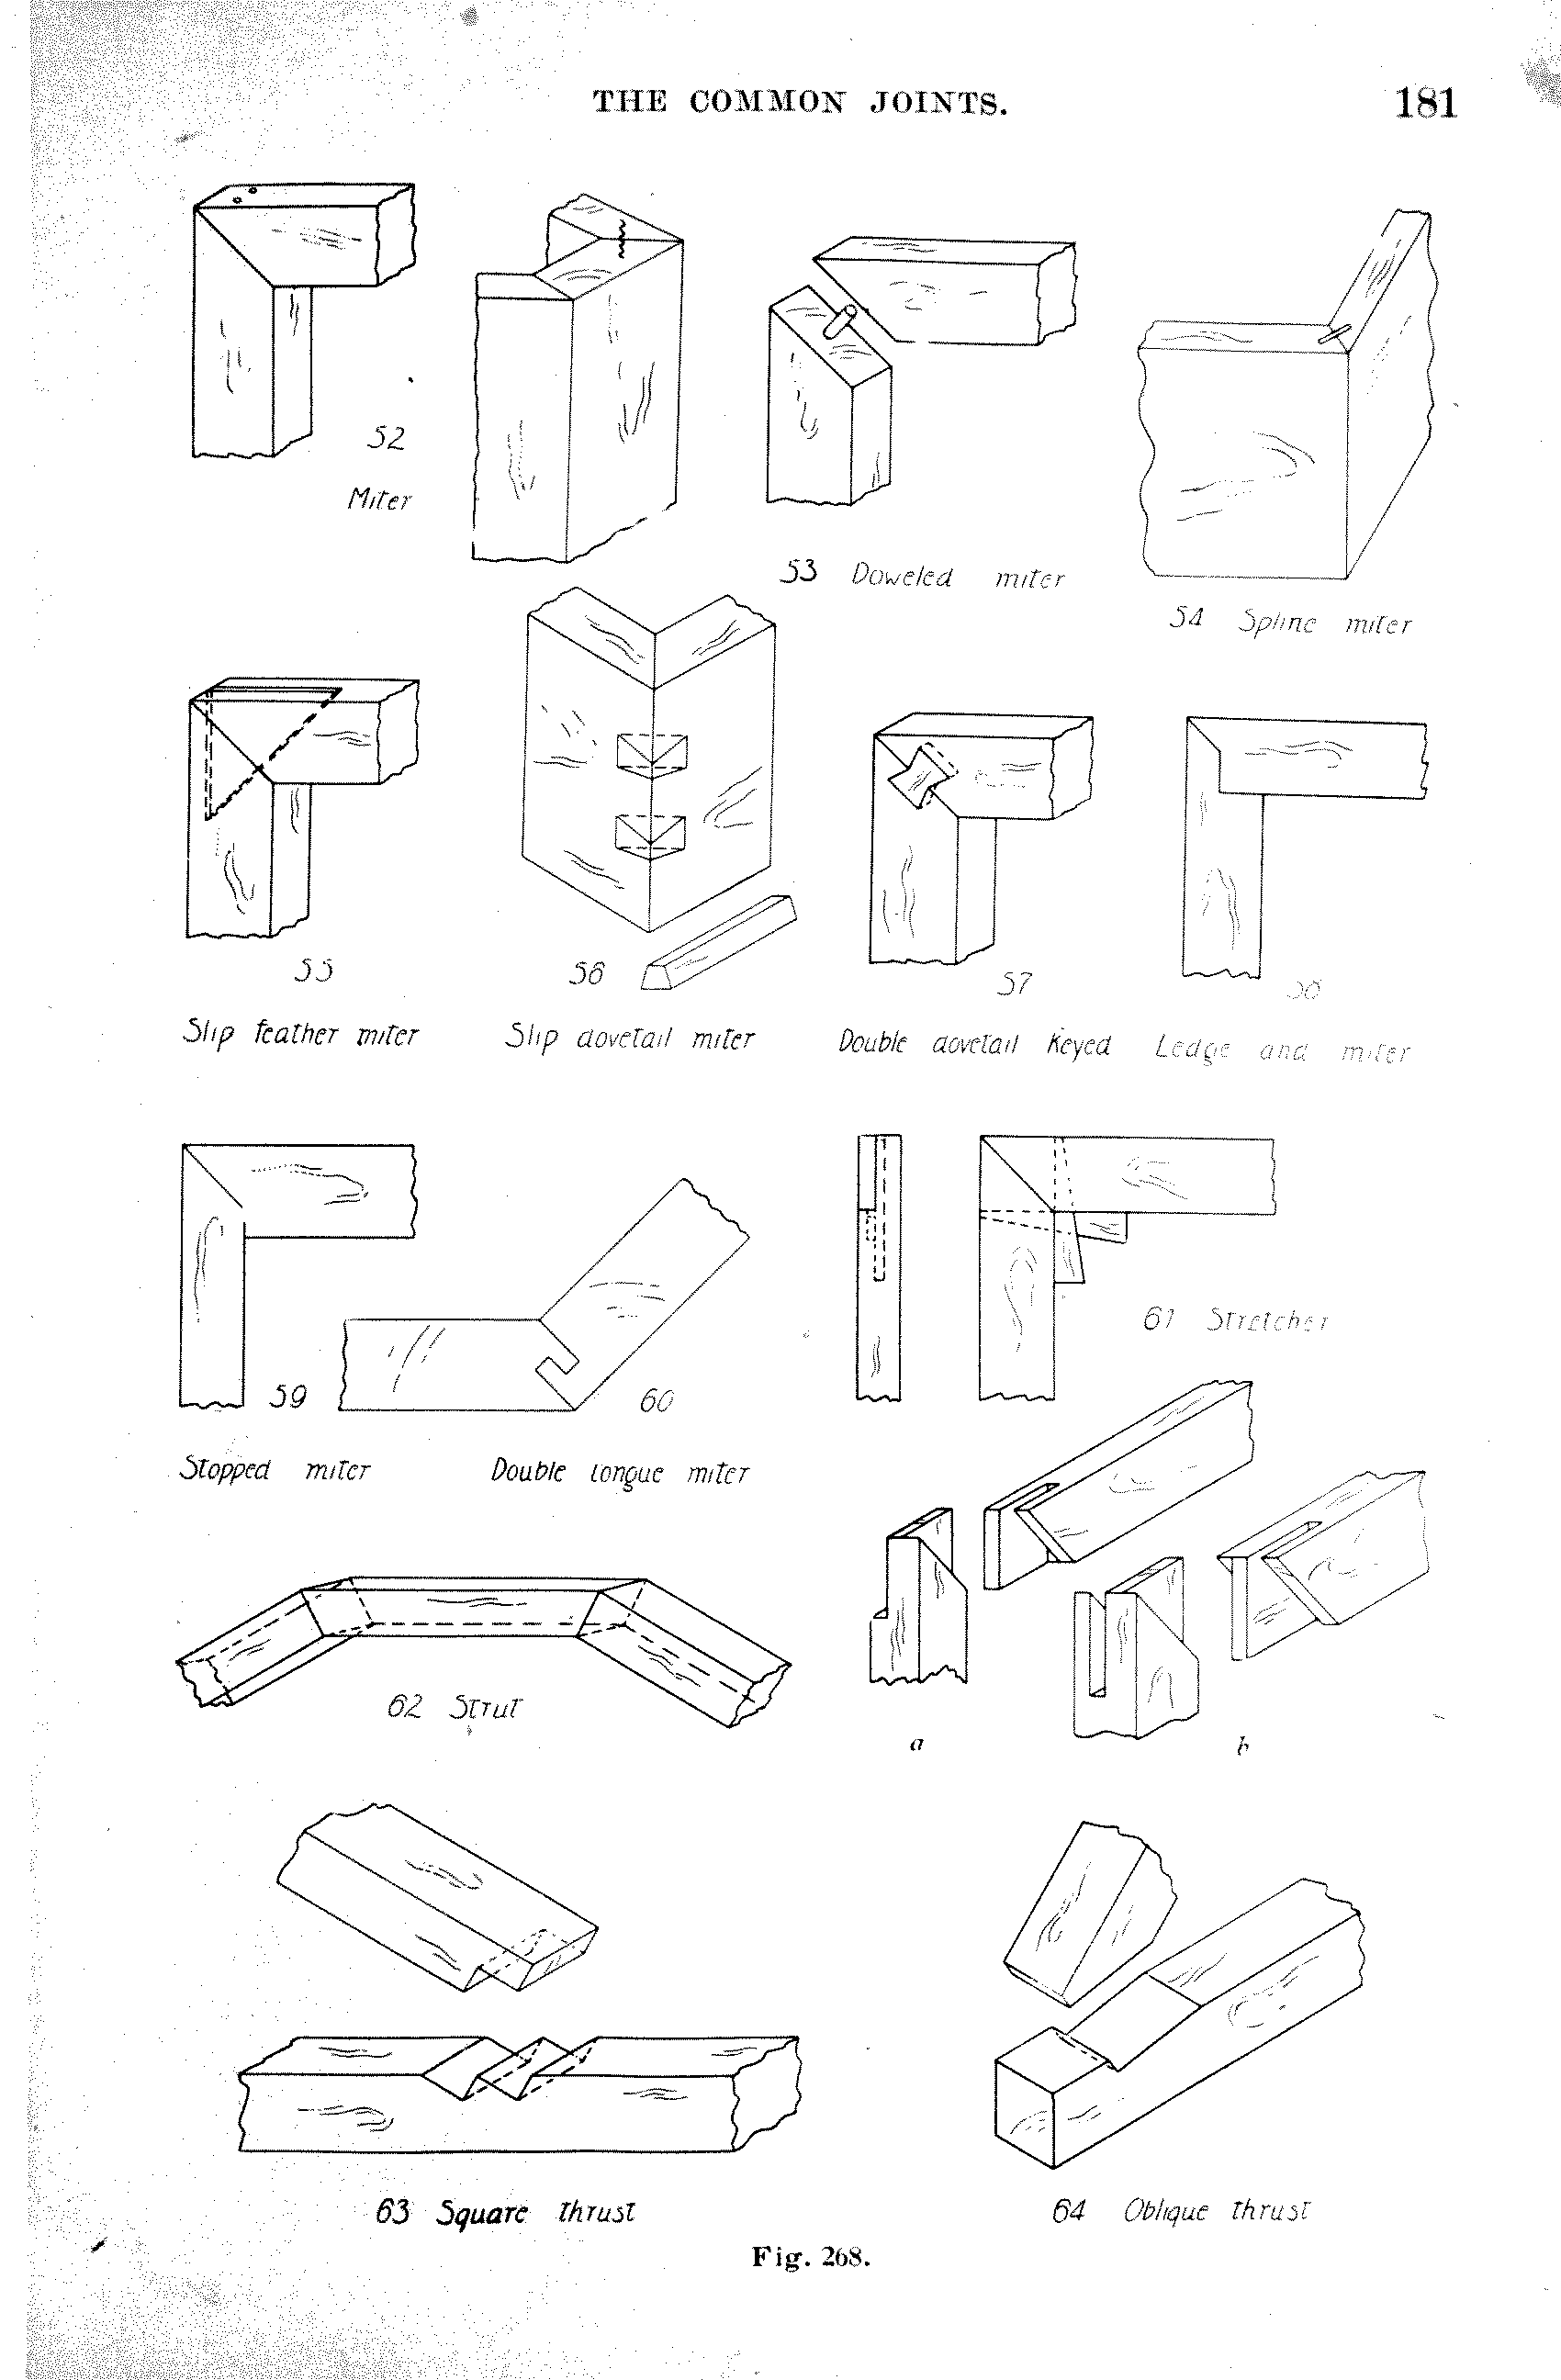 THE COMMON JOINTS.
181
52
Miter
53 Doweled miter
54 Spline miter
55
Slip feather miter
56
Slip dovetail miter
57
Double dovetail Keyed
58
Ledge and miter
59
Stopped miter
60
Double tongue miter
61 Stretcher
62 Strut
a
b
63 Square thrust
64 Oblique thrust
Fig. 268.